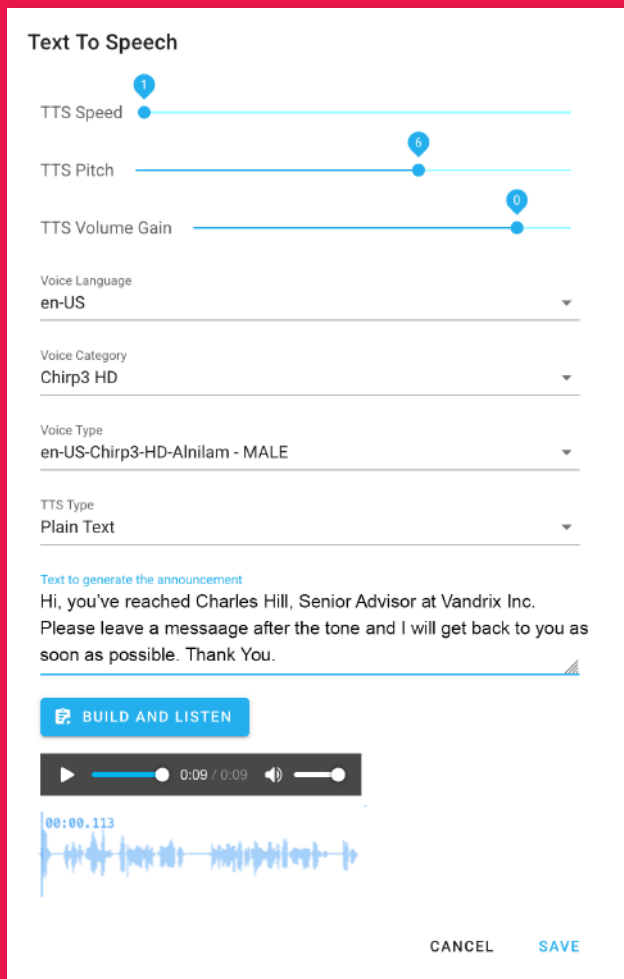 Text To Speech
1
TTS Speed
6
TTS Pitch
0
TTS Volume Gain
Voice Language
en-US
Voice Category
Chirp3 HD
Voice Type
en-US-Chirp3-HD-Alnilam - MALE
TTS Type
Plain Text
Text to generate the announcement
Hi, you've reached Charles Hill, Senior Advisor at Vandrix Inc.
Please leave a messaage after the tone and I will get back to you as
soon as possible. Thank You.
BUILD AND LISTEN
0:09 / 0:09
00:00.113
CANCEL SAVE